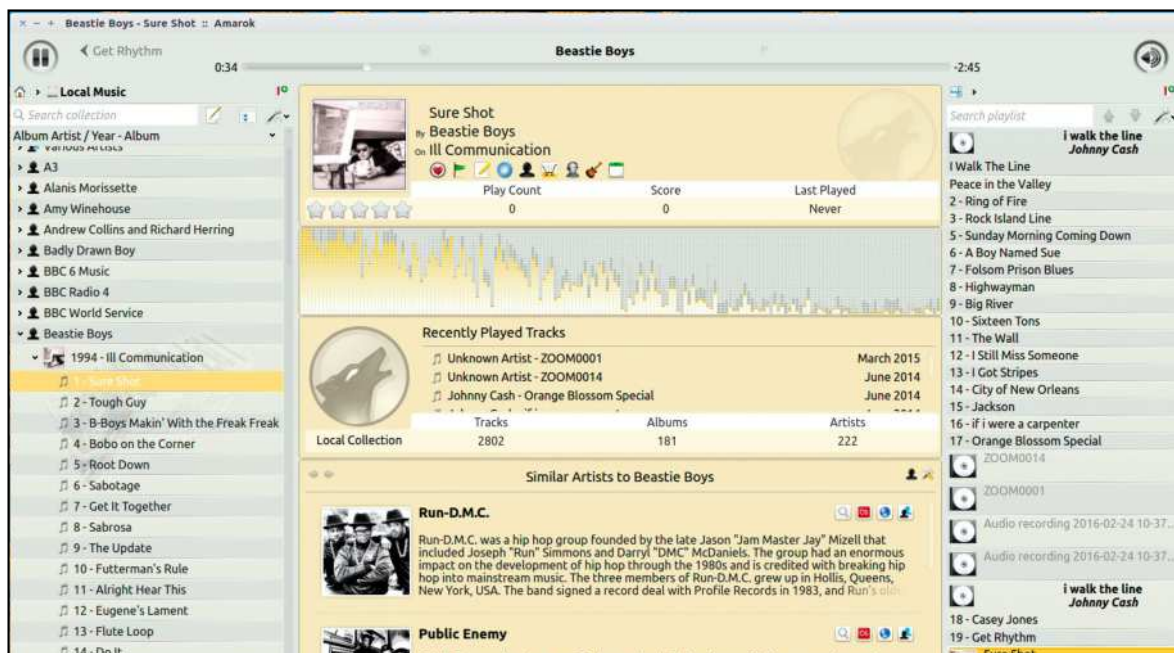 Beastie Boys - Sure Shot :: Amarok
Get Rhythm
Beastie Boys
0:34
-2:45
Local Music
Search collection
Album Artist / Year - Album
Various Artists
A3
Alanis Morissette
Amy Winehouse
Andrew Collins and Richard Herring
Badly Drawn Boy
BBC 6 Music
BBC Radio 4
BBC World Service
Beastie Boys
1994 - Ill Communication
1 - Sure Shot
2 - Tough Guy
3 - B-Boys Makin' With the Freak Freak
4 - Bobo on the Corner
5 - Root Down
6 - Sabotage
7 - Get It Together
8 - Sabrosa
9 - The Update
10 - Futterman's Rule
11 - Alright Hear This
12 - Eugene's Lament
13 - Flute Loop
14 - Do It
Sure Shot
By Beastie Boys
On Ill Communication
Play Count Score Last Played
0 0 Never
Recently Played Tracks
Unknown Artist - ZOOM0001 March 2015
Unknown Artist - ZOOM0014 June 2014
Johnny Cash - Orange Blossom Special June 2014
Tracks Albums Artists
Local Collection 2802 181 222
Similar Artists to Beastie Boys
Run-D.M.C.
Run-D.M.C. was a hip hop group founded by the late Jason "Jam Master Jay" Mizell that
included Joseph "Run" Simmons and Darryl "DMC" McDaniels. The group had an enormous
impact on the development of hip hop through the 1980s and is credited with breaking hip
hop into mainstream music. The three members of Run-D.M.C. grew up in Hollis, Queens,
New York, USA. The band signed a record deal with Profile Records in 1983, and Run's
Public Enemy
Search playlist
i walk the line
Johnny Cash
I Walk The Line
Peace in the Valley
2 - Ring of Fire
3 - Rock Island Line
5 - Sunday Morning Coming Down
6 - A Boy Named Sue
7 - Folsom Prison Blues
8 - Highwayman
9 - Big River
10 - Sixteen Tons
11 - The Wall
12 - I Still Miss Someone
13 - I Got Stripes
14 - City of New Orleans
15 - Jackson
16 - if i were a carpenter
17 - Orange Blossom Special
ZOOM0014
ZOOM0001
Audio recording 2016-02-24 10-37...
Audio recording 2016-02-24 10-37...
i walk the line
Johnny Cash
18 - Casey Jones
19 - Get Rhythm
Sure Shot